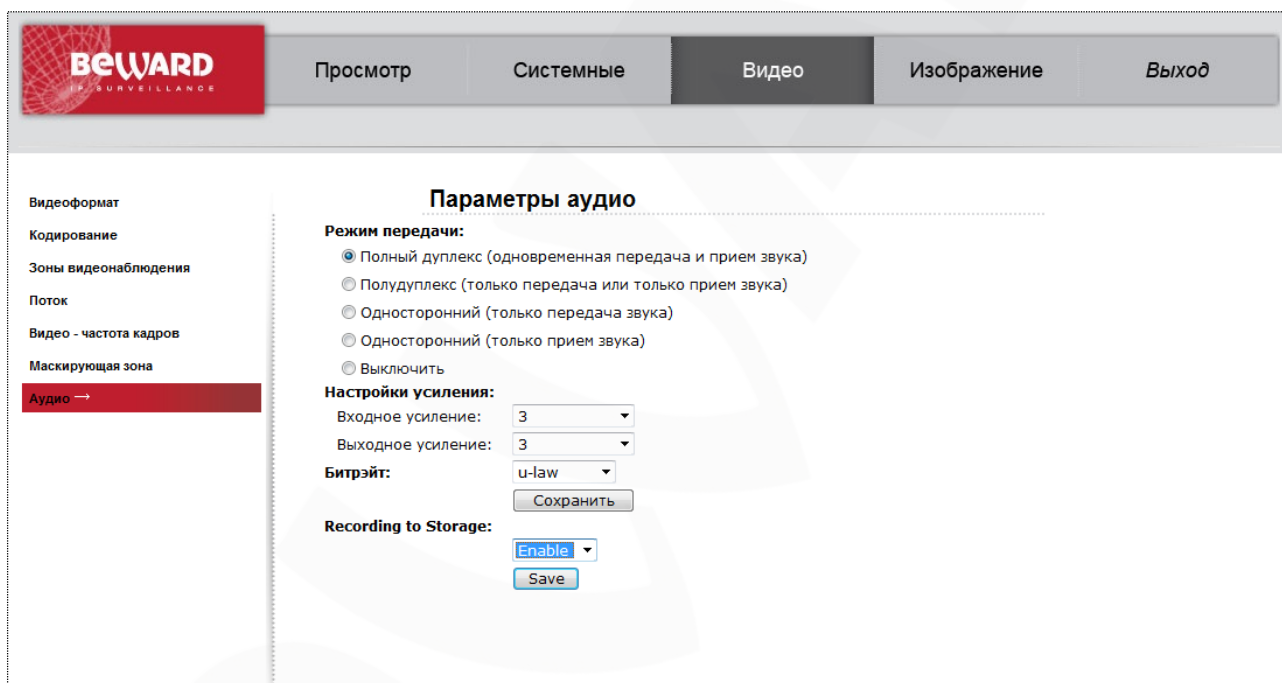 BEWARD
IP SURVEILLANCE
Просмотр
Системные
Видео
Изображение
Выход
Видеоформат
Кодирование
Зоны видеонаблюдения
Поток
Видео - частота кадров
Маскирующая зона
Аудио →
Параметры аудио
Режим передачи:
Полный дуплекс (одновременная передача и прием звука)
Полудуплекс (только передача или только прием звука)
Односторонний (только передача звука)
Односторонний (только прием звука)
Выключить
Настройки усиления:
Входное усиление: 3
Выходное усиление: 3
Битрэйт: u-law
Сохранить
Recording to Storage:
Enable
Save